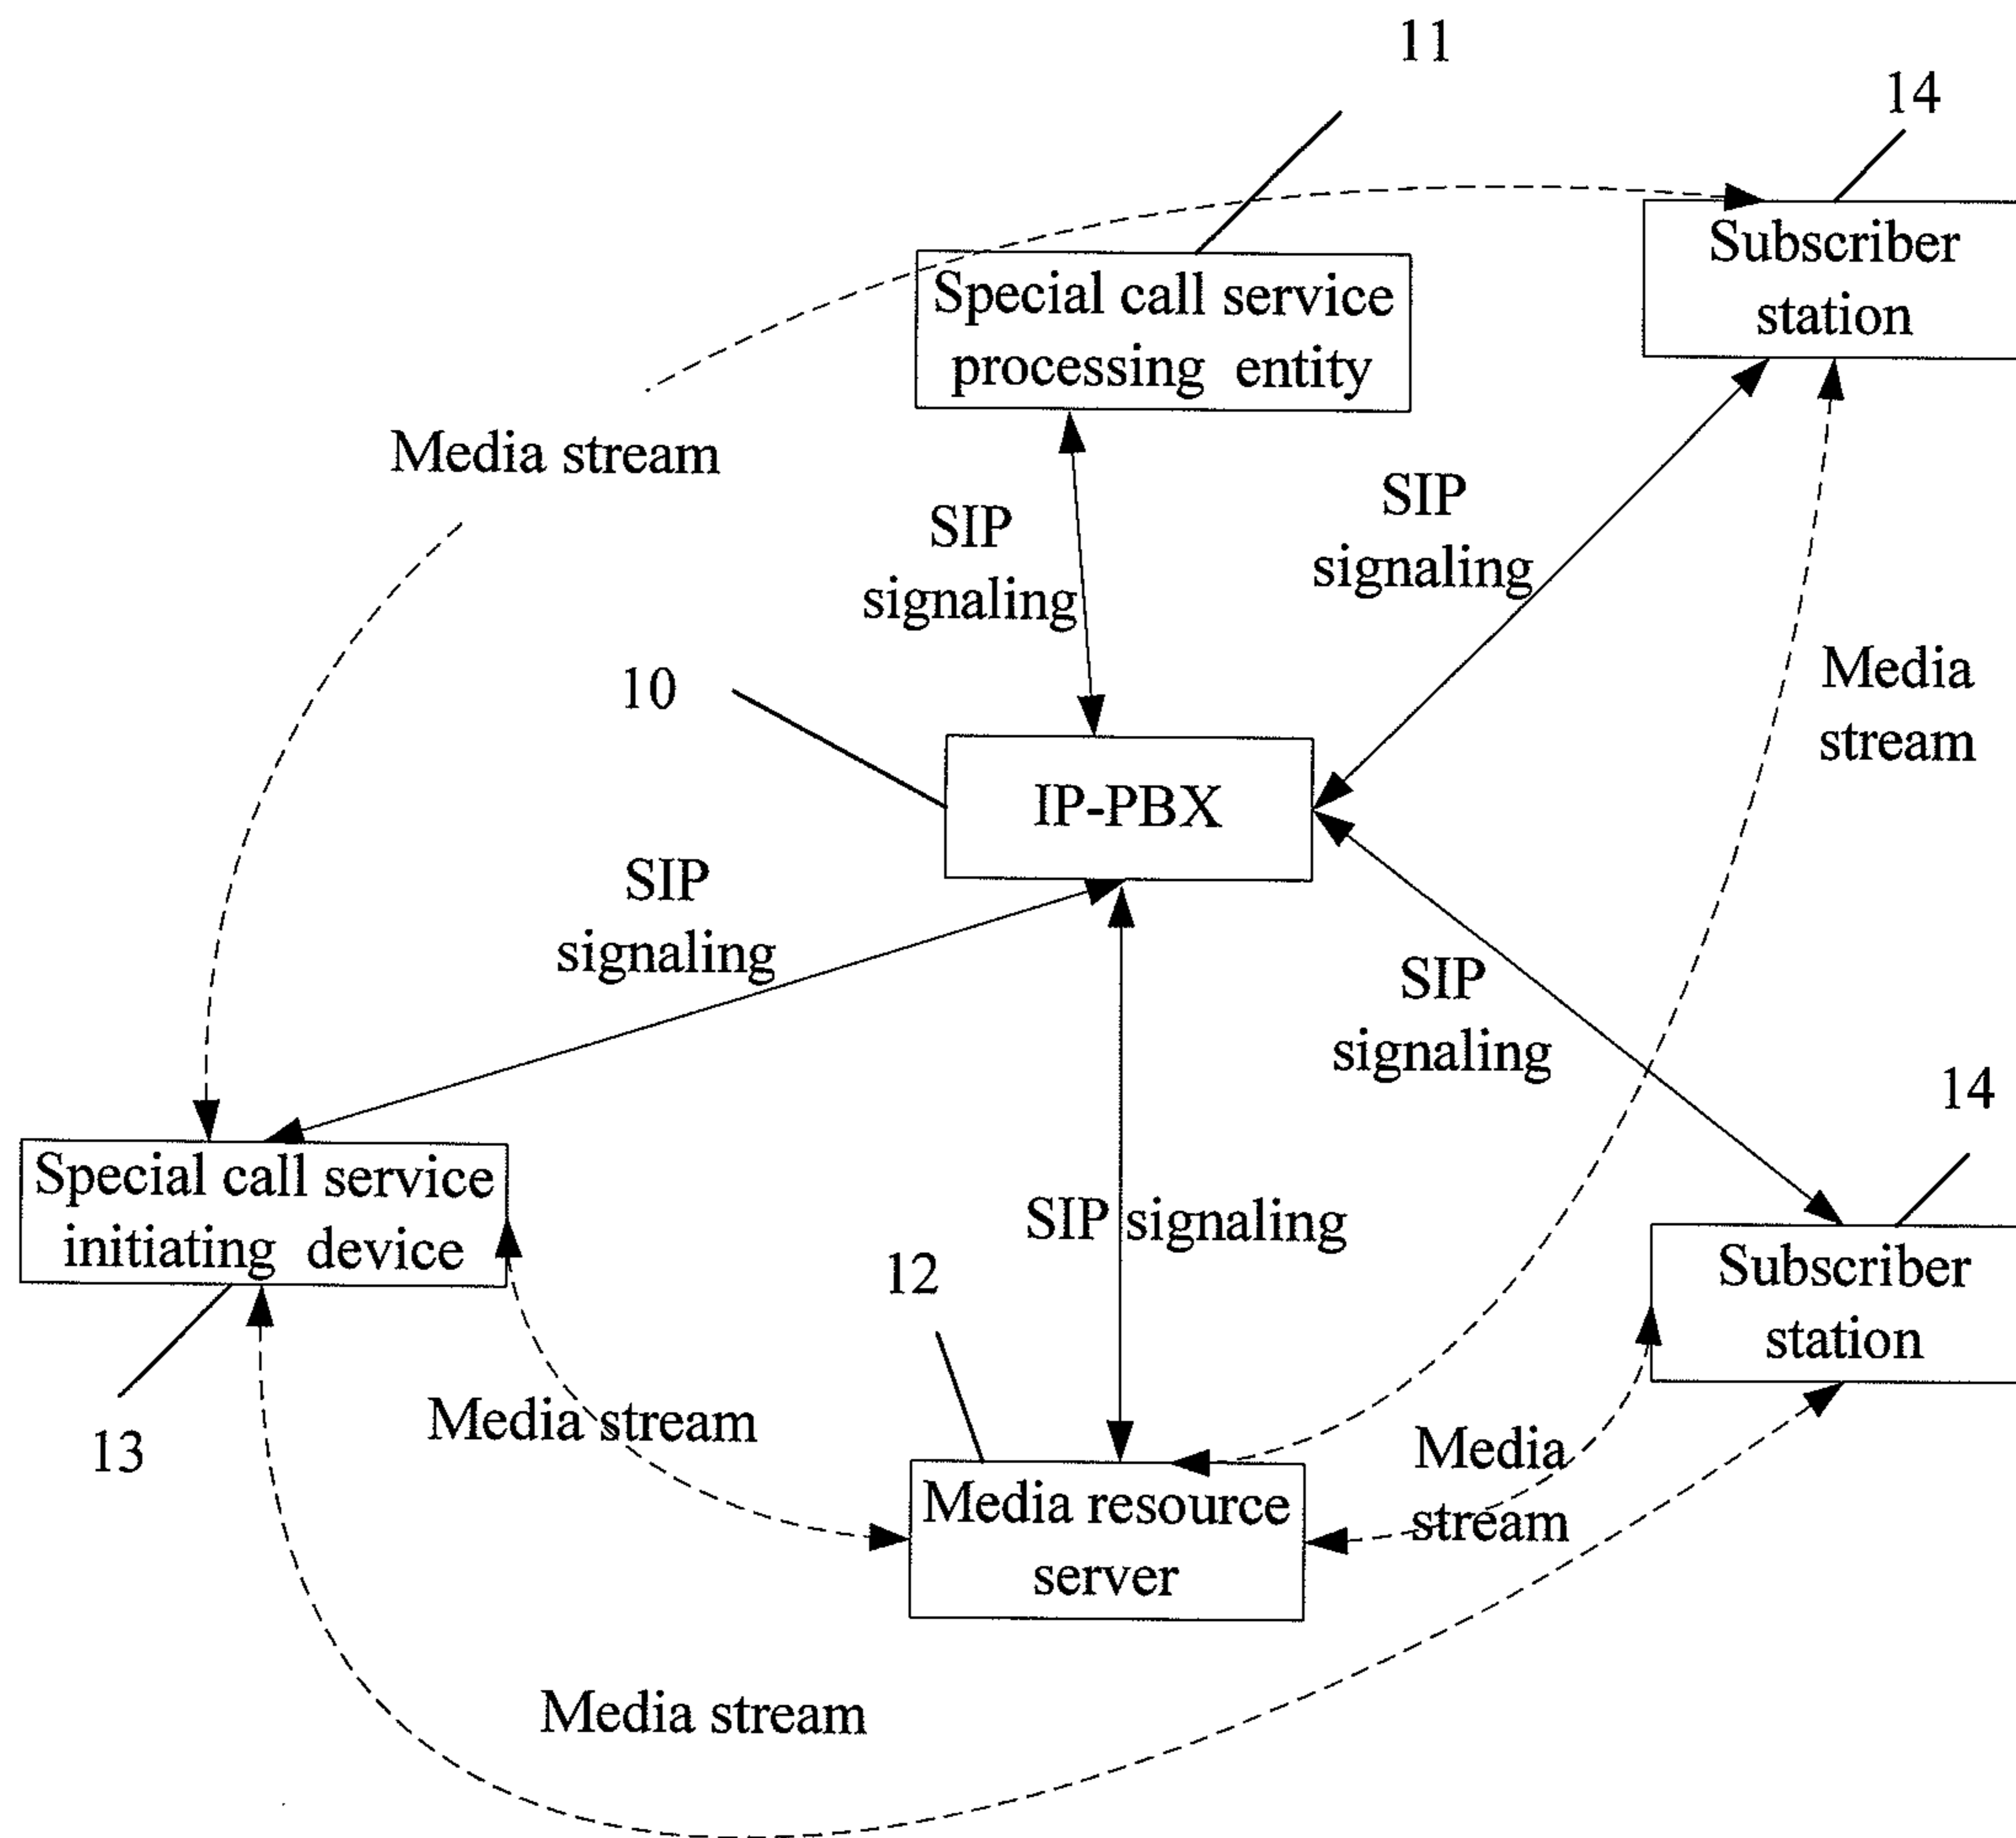 11
14
Subscriber
station
Special call service
processing entity
Media stream
SIP
signaling
SIP
signaling
Media
stream
10
IP-PBX
SIP
signaling
SIP
signaling
14
Special call service
initiating device
SIP signaling
12
Subscriber
station
13
Media stream
Media
stream
Media resource
server
Media stream